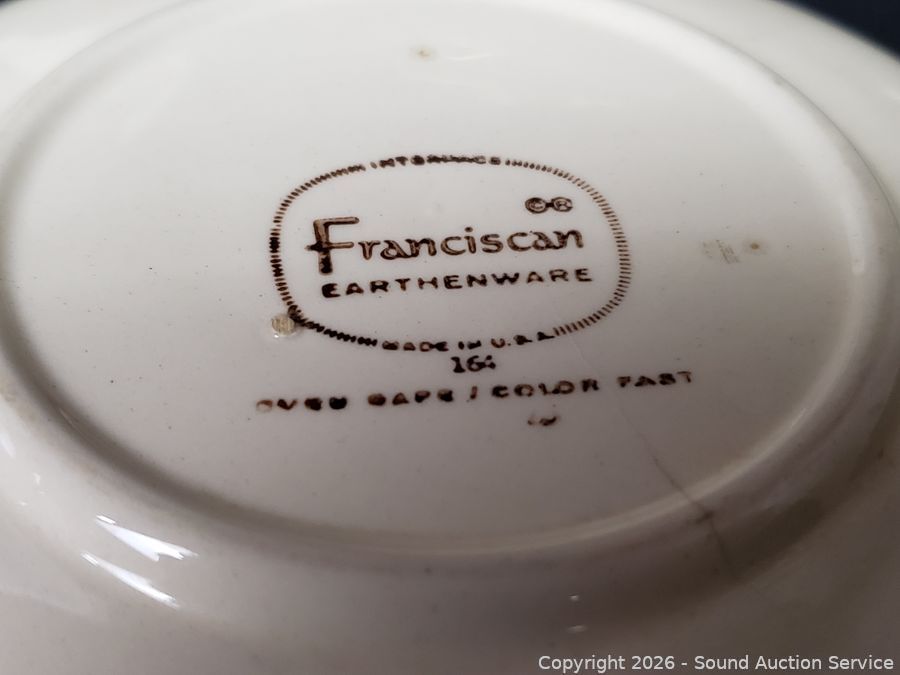 INTERPACE
©®
Franciscan
EARTHENWARE
MADE IN U.S.A.
164
OVEN SAFE / COLOR FAST
Copyright 2026 - Sound Auction Service